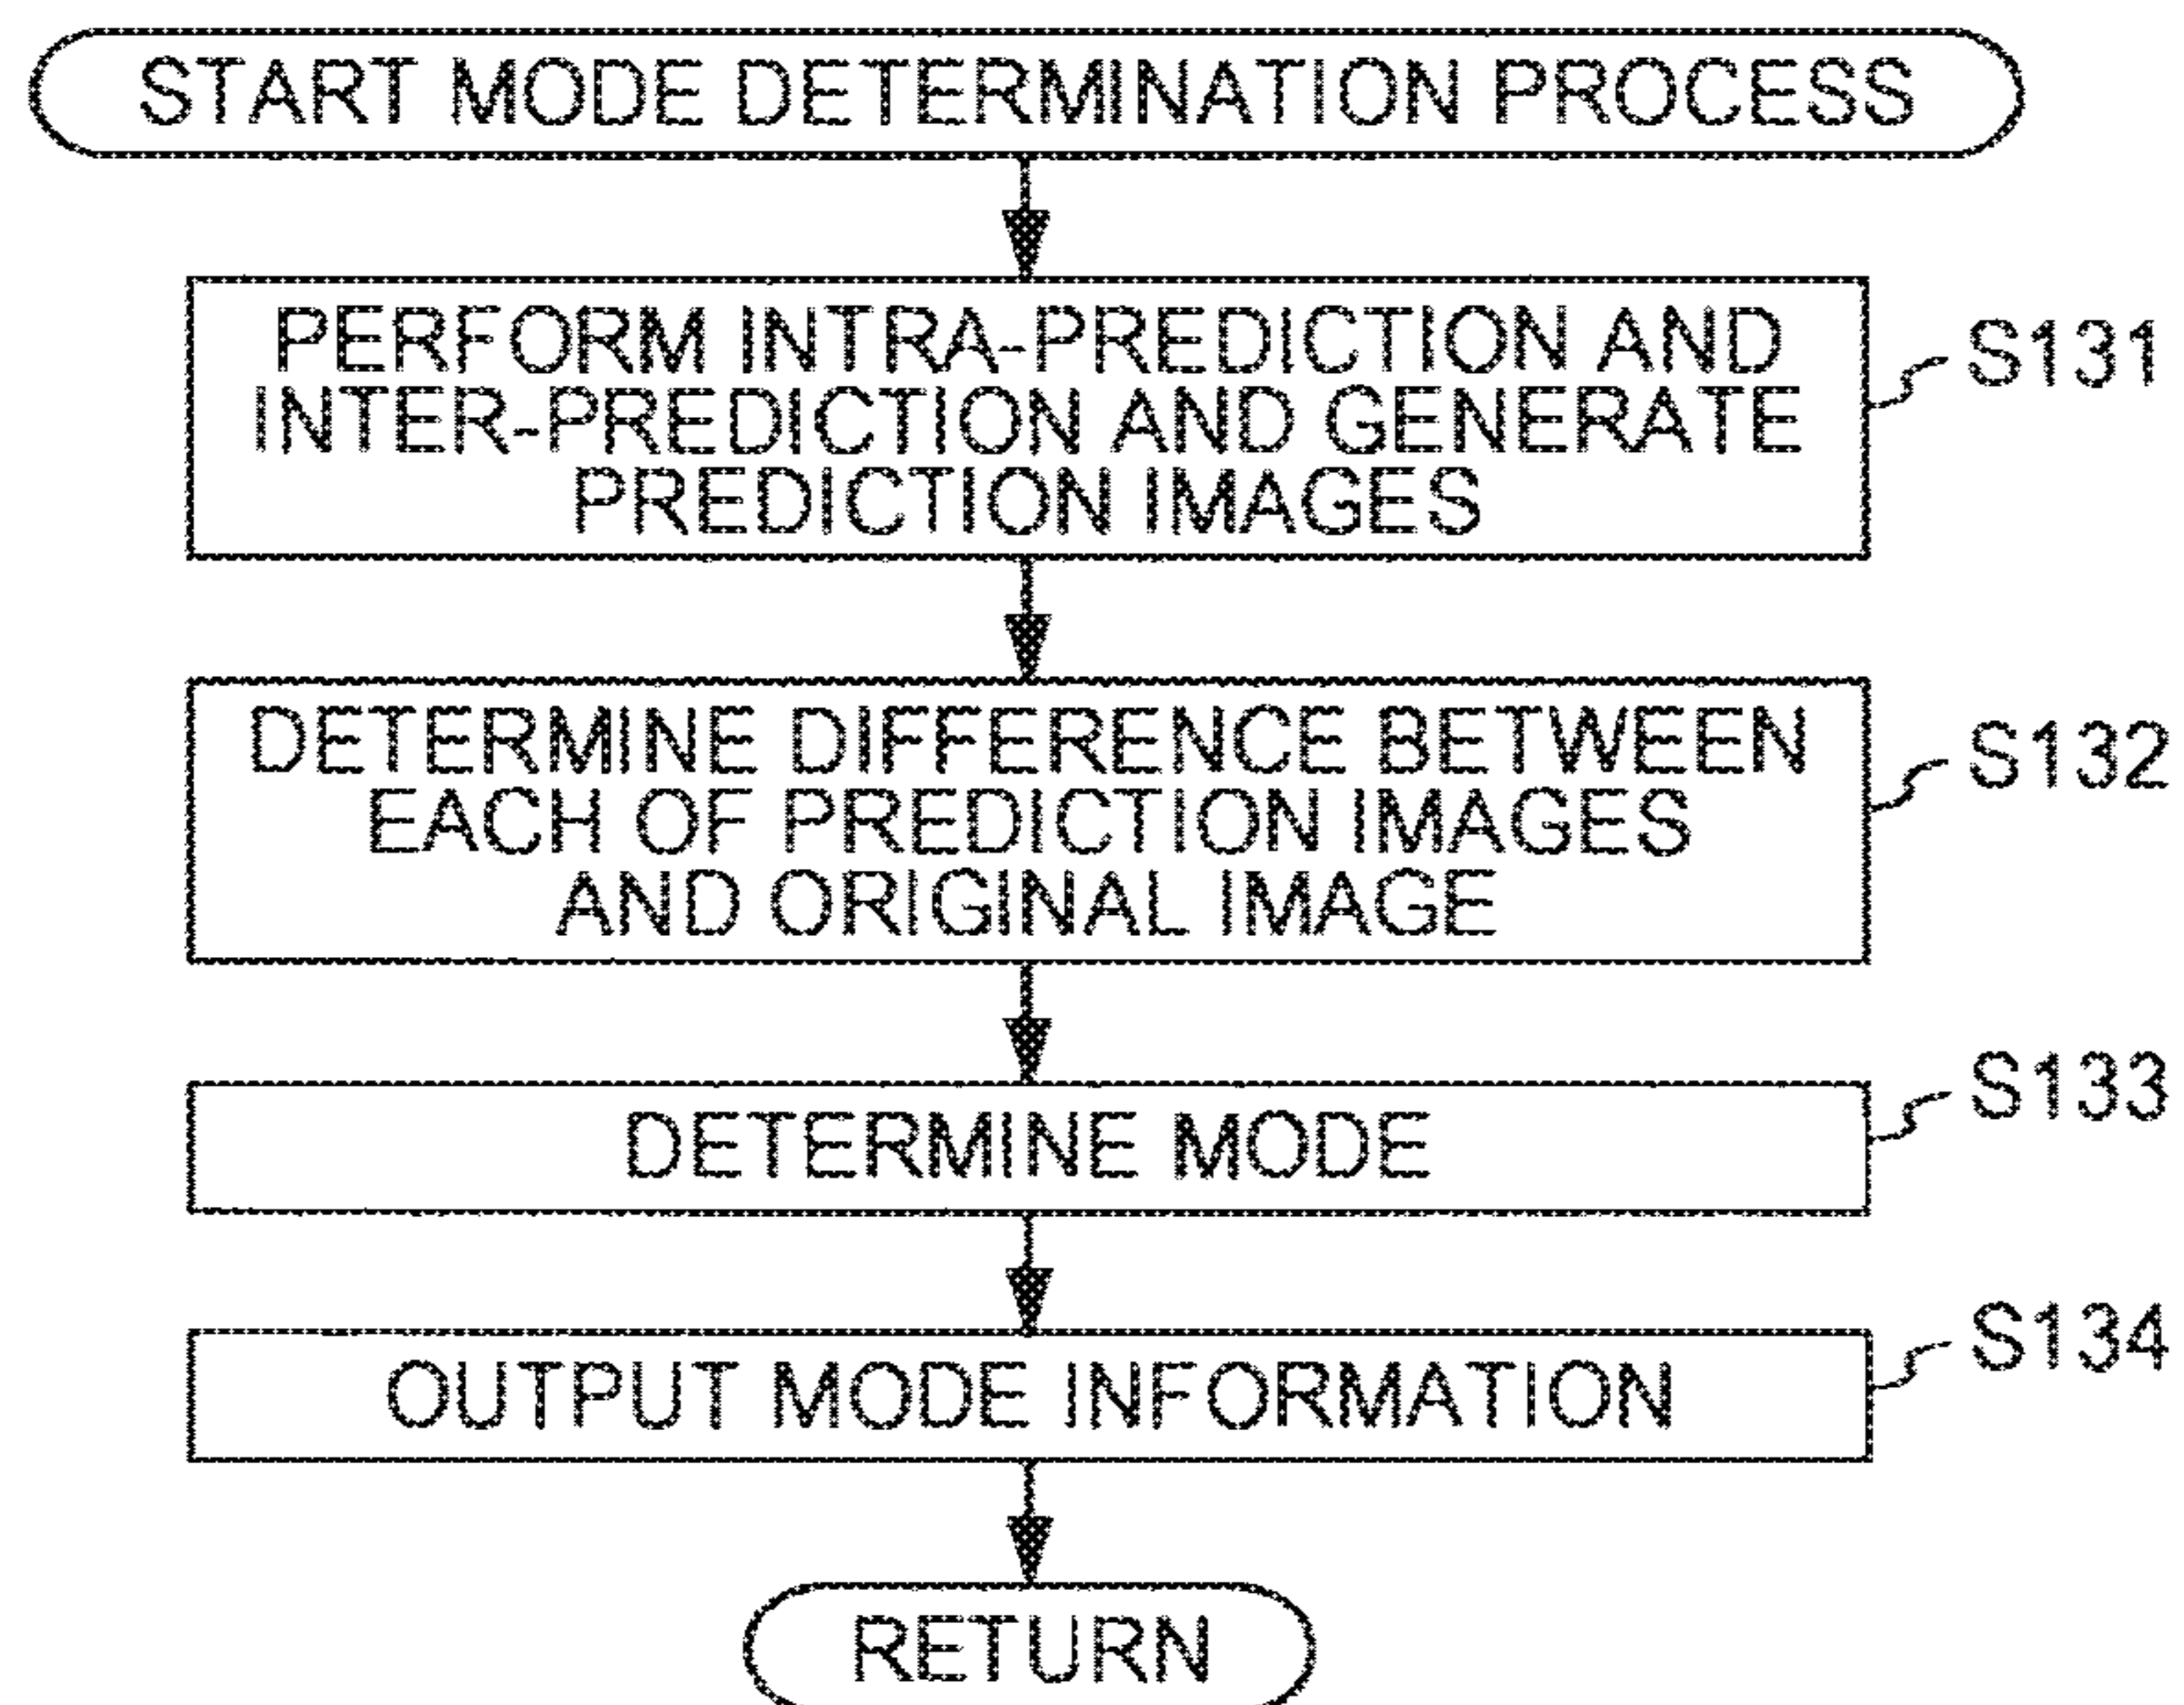 START MODE DETERMINATION PROCESS
PERFORM INTRA-PREDICTION AND
INTER-PREDICTION AND GENERATE
PREDICTION IMAGES
S131
DETERMINE DIFFERENCE BETWEEN
EACH OF PREDICTION IMAGES
AND ORIGINAL IMAGE
S132
DETERMINE MODE
S133
OUTPUT MODE INFORMATION
S134
RETURN